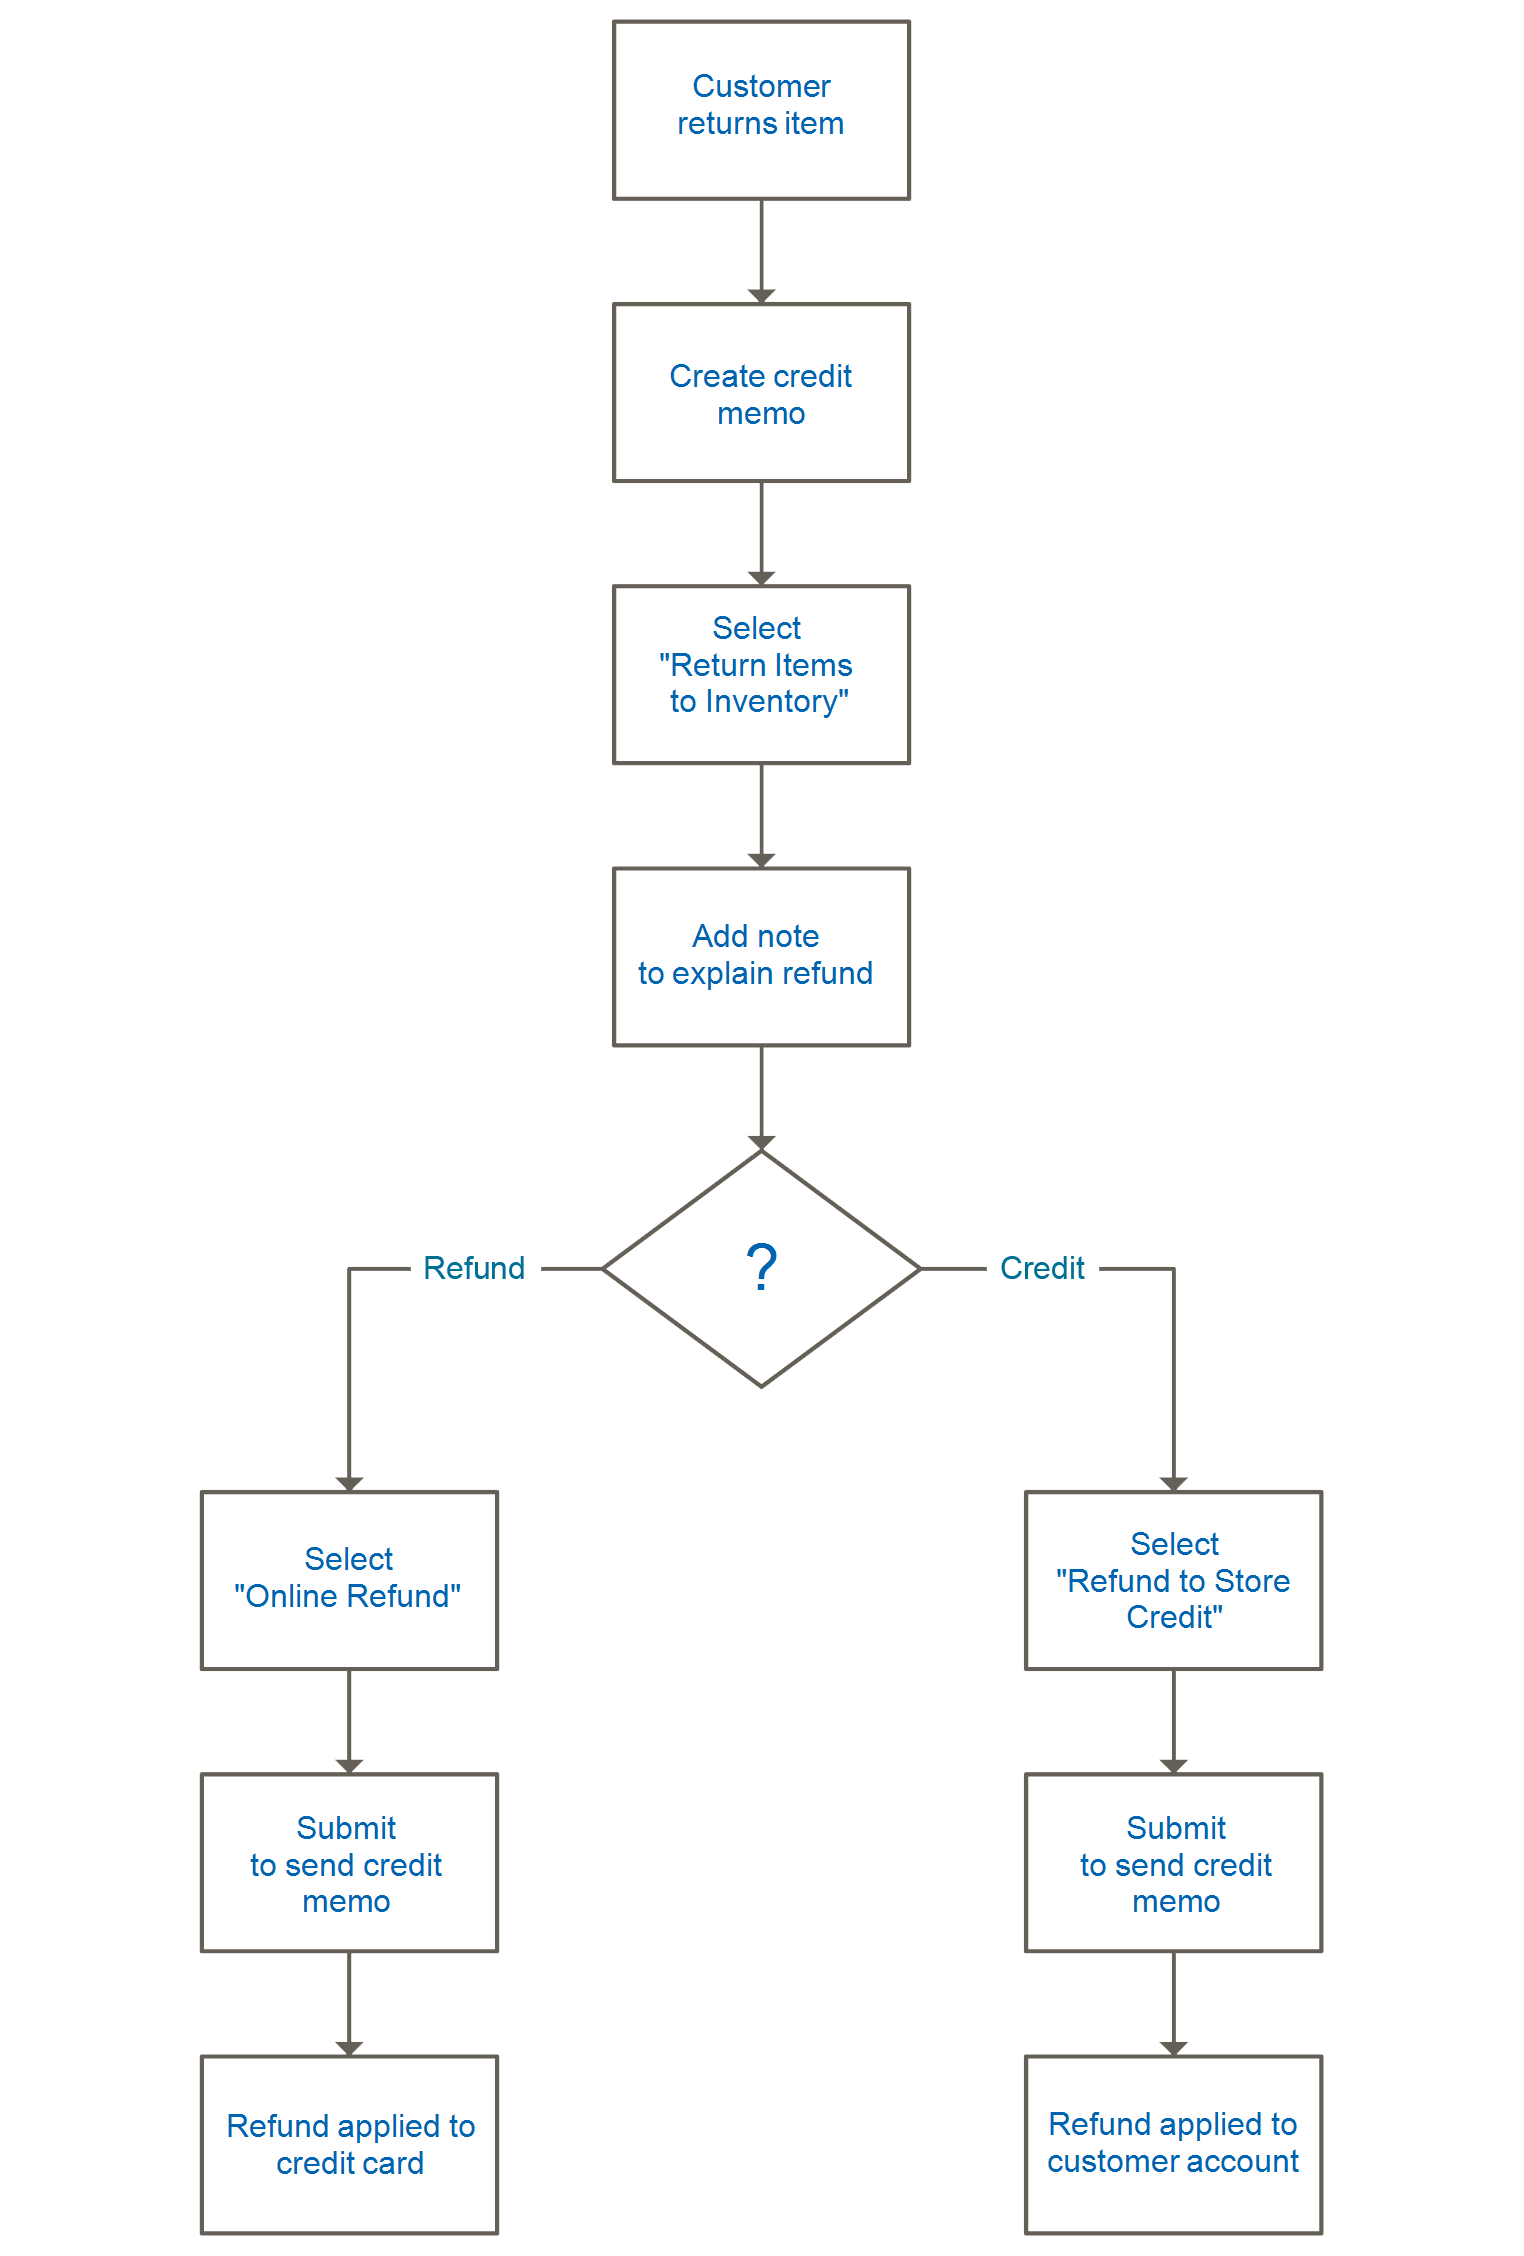 Customer
returns item
Create credit
memo
Select
"Return Items
to Inventory"
Add note
to explain refund
?
Refund
Credit
Select
"Online Refund"
Select
"Refund to Store
Credit"
Submit
to send credit
memo
Submit
to send credit
memo
Refund applied to
credit card
Refund applied to
customer account